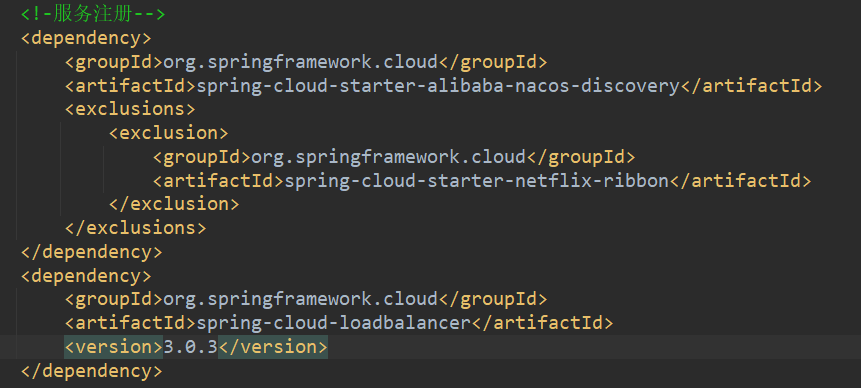 <!-服务注册-->
<dependency>
    <groupId>org.springframework.cloud</groupId>
    <artifactId>spring-cloud-starter-alibaba-nacos-discovery</artifactId>
    <exclusions>
        <exclusion>
            <groupId>org.springframework.cloud</groupId>
            <artifactId>spring-cloud-starter-netflix-ribbon</artifactId>
        </exclusion>
    </exclusions>
</dependency>
<dependency>
    <groupId>org.springframework.cloud</groupId>
    <artifactId>spring-cloud-loadbalancer</artifactId>
    <version>3.0.3</version>
</dependency>